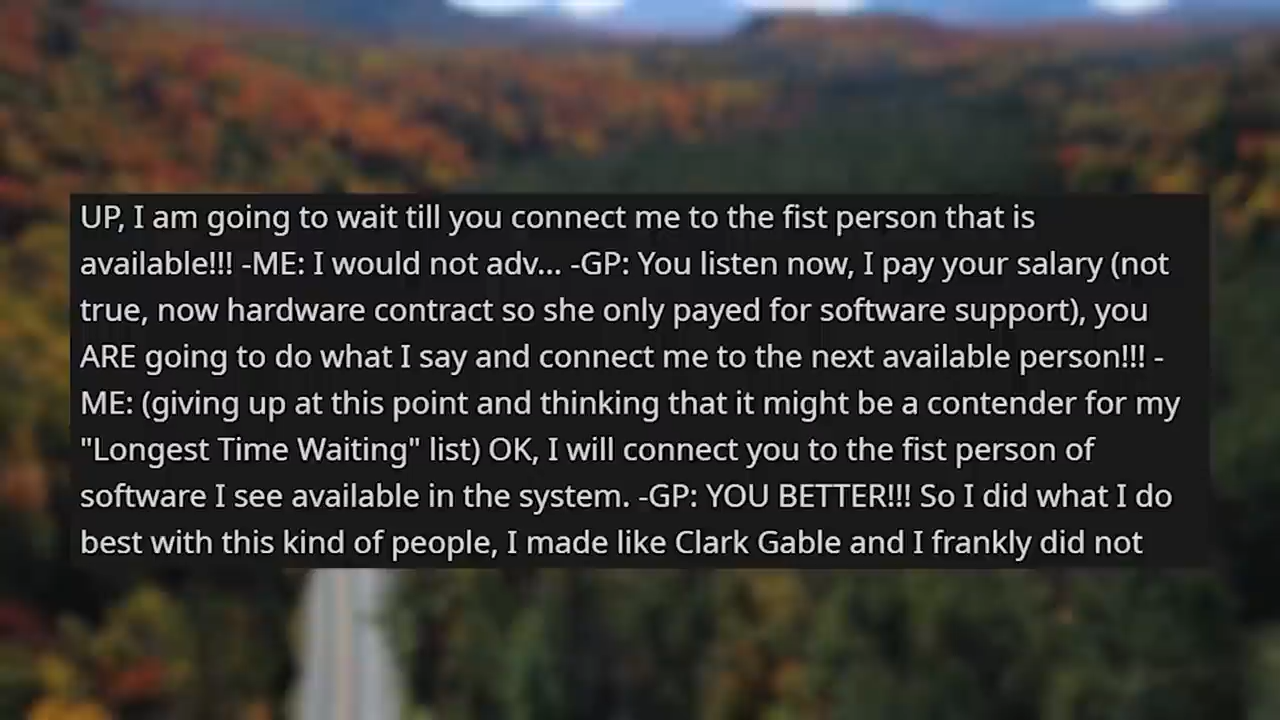 UP, I am going to wait till you connect me to the fist person that is
available!!! -ME: I would not adv... -GP: You listen now, I pay your salary (not
true, now hardware contract so she only payed for software support), you
ARE going to do what I say and connect me to the next available person!!! -
ME: (giving up at this point and thinking that it might be a contender for my
"Longest Time Waiting" list) OK, I will connect you to the fist person of
software I see available in the system. -GP: YOU BETTER!!! So I did what I do
best with this kind of people, I made like Clark Gable and I frankly did not